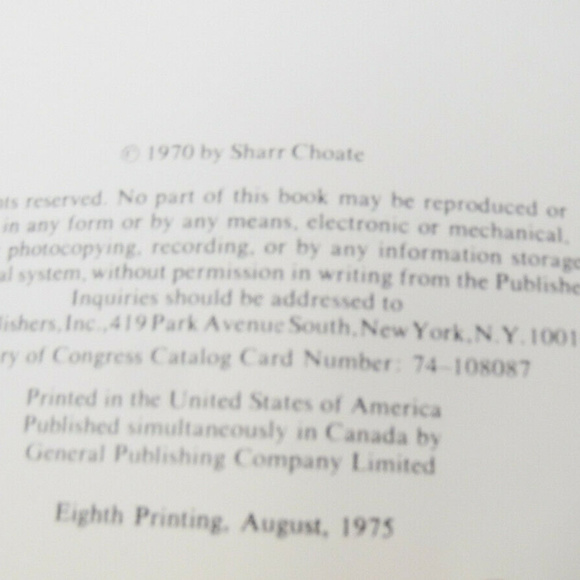 © 1970 by Sharr Choate
nts reserved. No part of this book may be reproduced or
in any form or by any means, electronic or mechanical,
photocopying, recording, or by any information storage
al system, without permission in writing from the Publishe
Inquiries should be addressed to
lishers, Inc., 419 Park Avenue South, New York, N.Y. 1001
ry of Congress Catalog Card Number: 74-108087
Printed in the United States of America
Published simultaneously in Canada by
General Publishing Company Limited
Eighth Printing, August, 1975